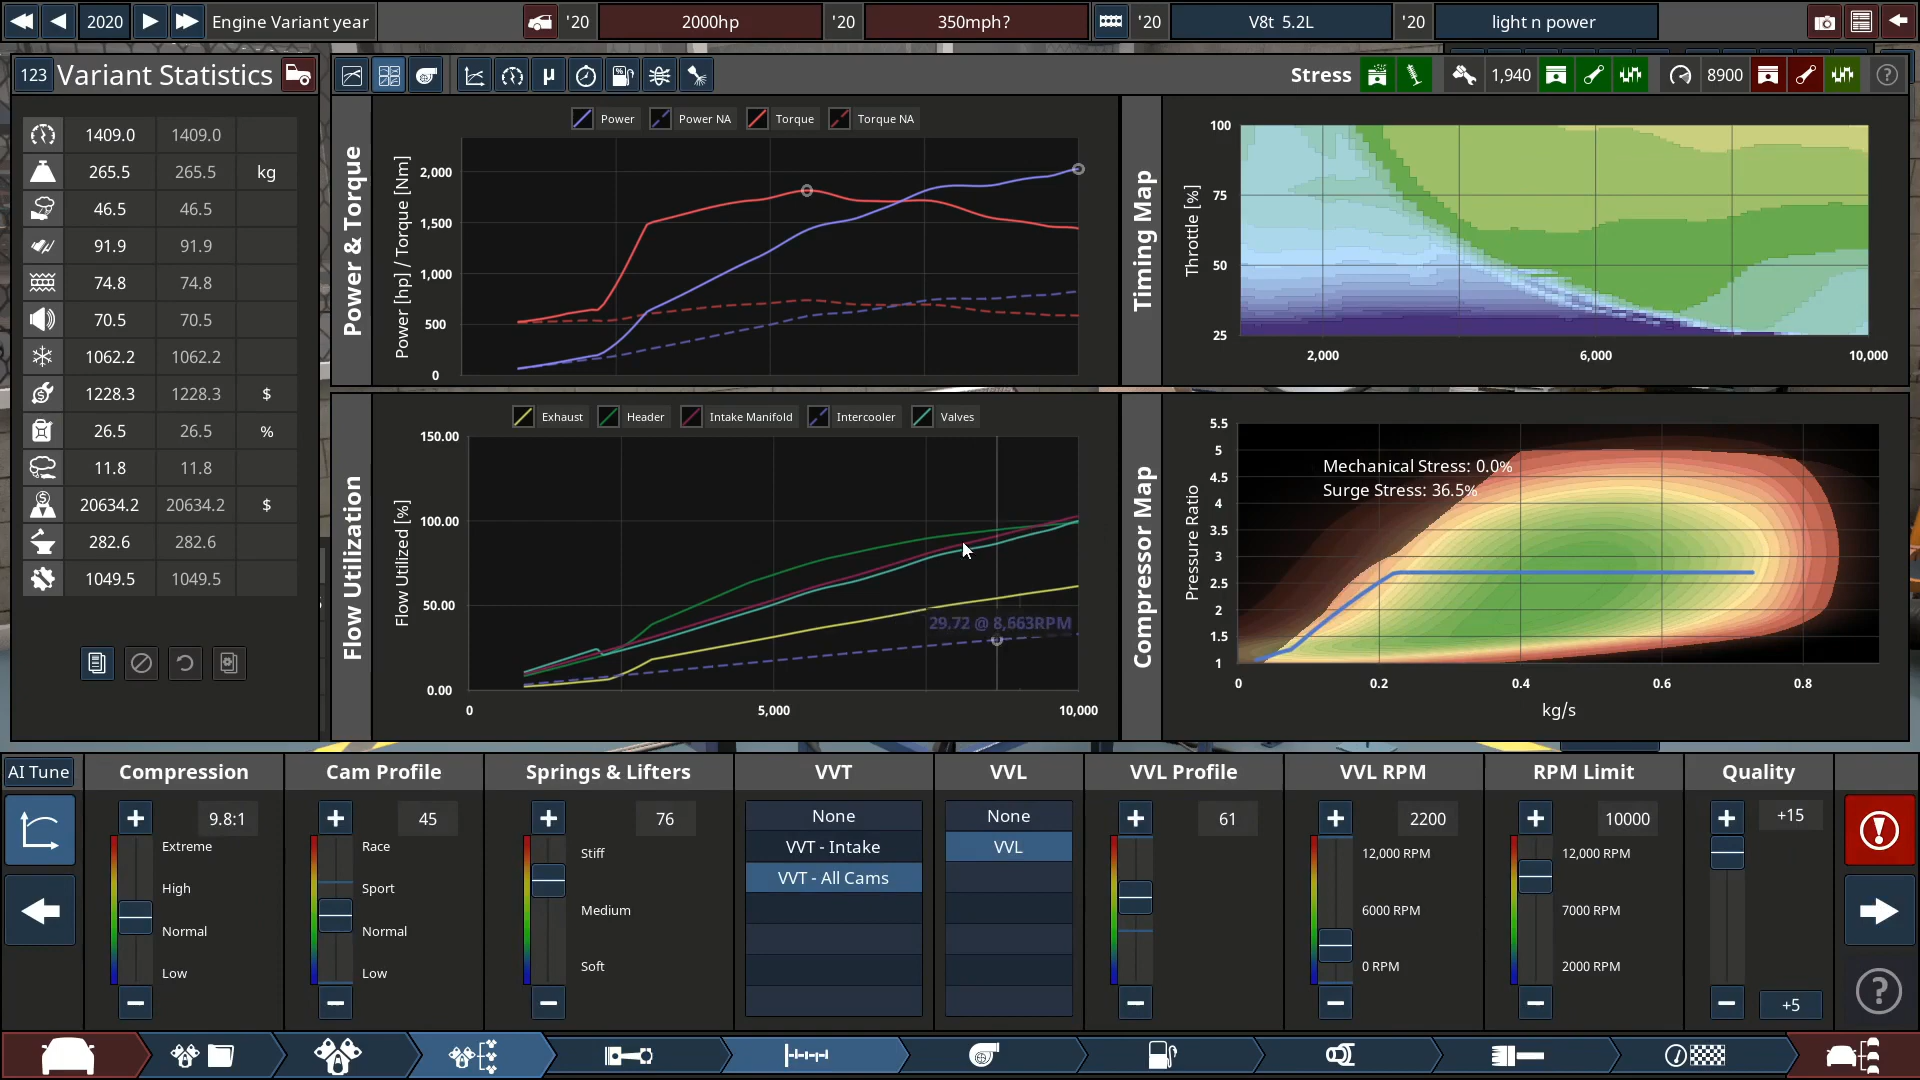 2020 Engine Variant year '20 2000hp '20 350mph? '20 V8t 5.2L '20 light n power
123 Variant Statistics Stress 1,940 8900
1409.0 1409.0
265.5 265.5 kg
46.5 46.5
91.9 91.9
74.8 74.8
70.5 70.5
1062.2 1062.2
1228.3 1228.3 $
26.5 26.5 %
11.8 11.8
20634.2 20634.2 $
282.6 282.6
1049.5 1049.5
Power & Torque
Power Power NA Torque Torque NA
Power [hp] / Torque [Nm]
2,000
1,500
1,000
500
0
Timing Map
Throttle [%]
100
75
50
25
2,000 6,000 10,000
Flow Utilization
Exhaust Header Intake Manifold Intercooler Valves
Flow Utilized [%]
150.00
100.00
50.00
0.00
29.72 @ 8,663RPM
0 5,000 10,000
Compressor Map
Pressure Ratio
5.5
5
4.5
4
3.5
3
2.5
2
1.5
1
Mechanical Stress: 0.0%
Surge Stress: 36.5%
0 0.2 0.4 0.6 0.8
kg/s
AI Tune Compression Cam Profile Springs & Lifters VVT VVL VVL Profile VVL RPM RPM Limit Quality
9.8:1
Extreme
High
Normal
Low
45
Race
Sport
Normal
Low
76
Stiff
Medium
Soft
None
VVT - Intake
VVT - All Cams
None
VVL
61
2200
12,000 RPM
6000 RPM
0 RPM
10000
12,000 RPM
7000 RPM
2000 RPM
+15
+5